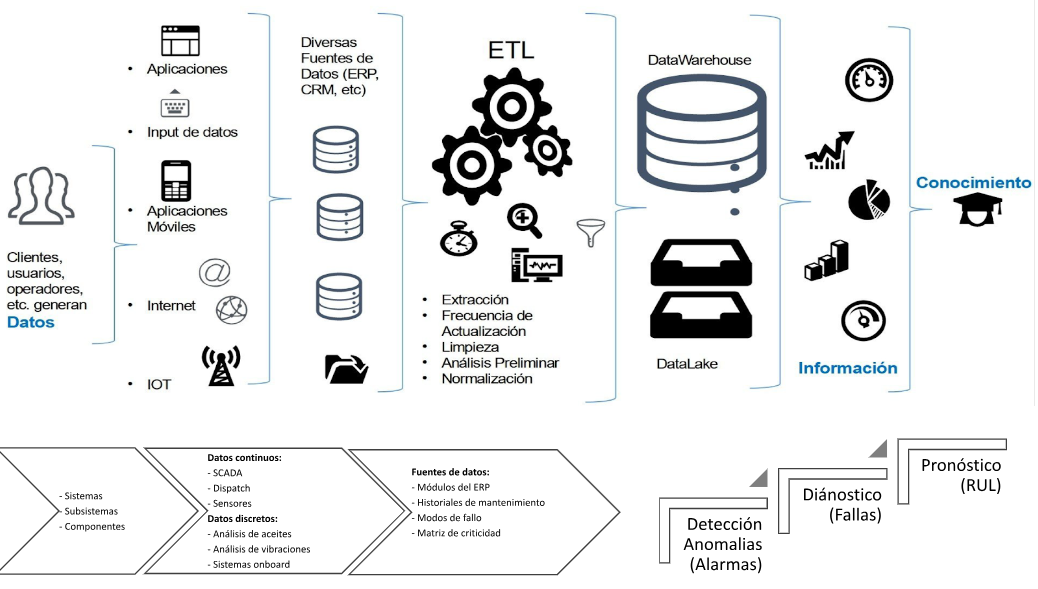 Clientes,
usuarios,
operadores,
etc. generan
Datos
• Aplicaciones
• Input de datos
• Aplicaciones
Móviles
• Internet
• IOT
Diversas
Fuentes de
Datos (ERP,
CRM, etc)
ETL
• Extracción
• Frecuencia de
Actualización
• Limpieza
• Análisis Preliminar
• Normalización
DataWarehouse
DataLake
Información
Conocimiento
- Sistemas
- Subsistemas
- Componentes
Datos continuos:
- SCADA
- Dispatch
- Sensores
Datos discretos:
- Análisis de aceites
- Análisis de vibraciones
- Sistemas onboard
Fuentes de datos:
- Módulos del ERP
- Historiales de mantenimiento
- Modos de fallo
- Matriz de criticidad
Detección
Anomalias
(Alarmas)
Diánostico
(Fallas)
Pronóstico
(RUL)